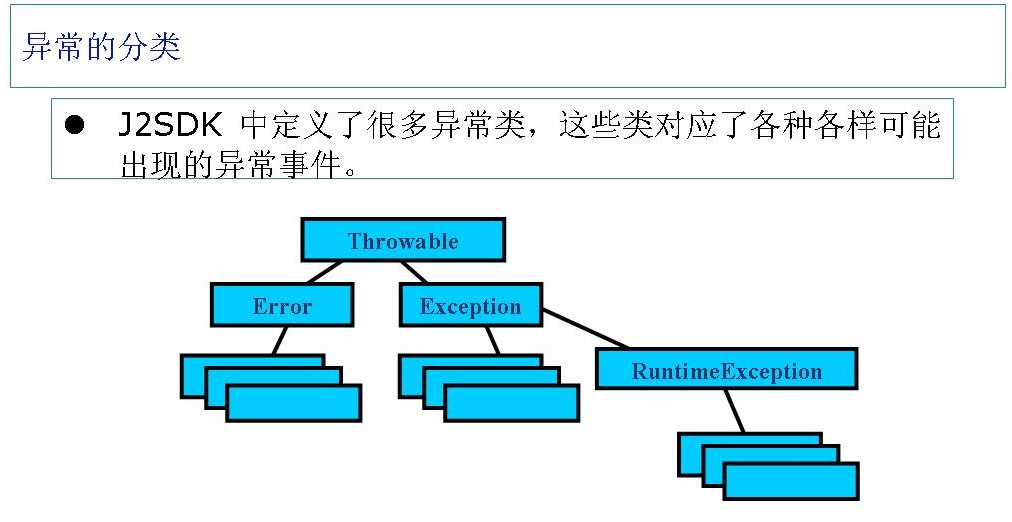 异常的分类
● J2SDK 中定义了很多异常类，这些类对应了各种各样可能
出现的异常事件。
Throwable
Error
Exception
RuntimeException